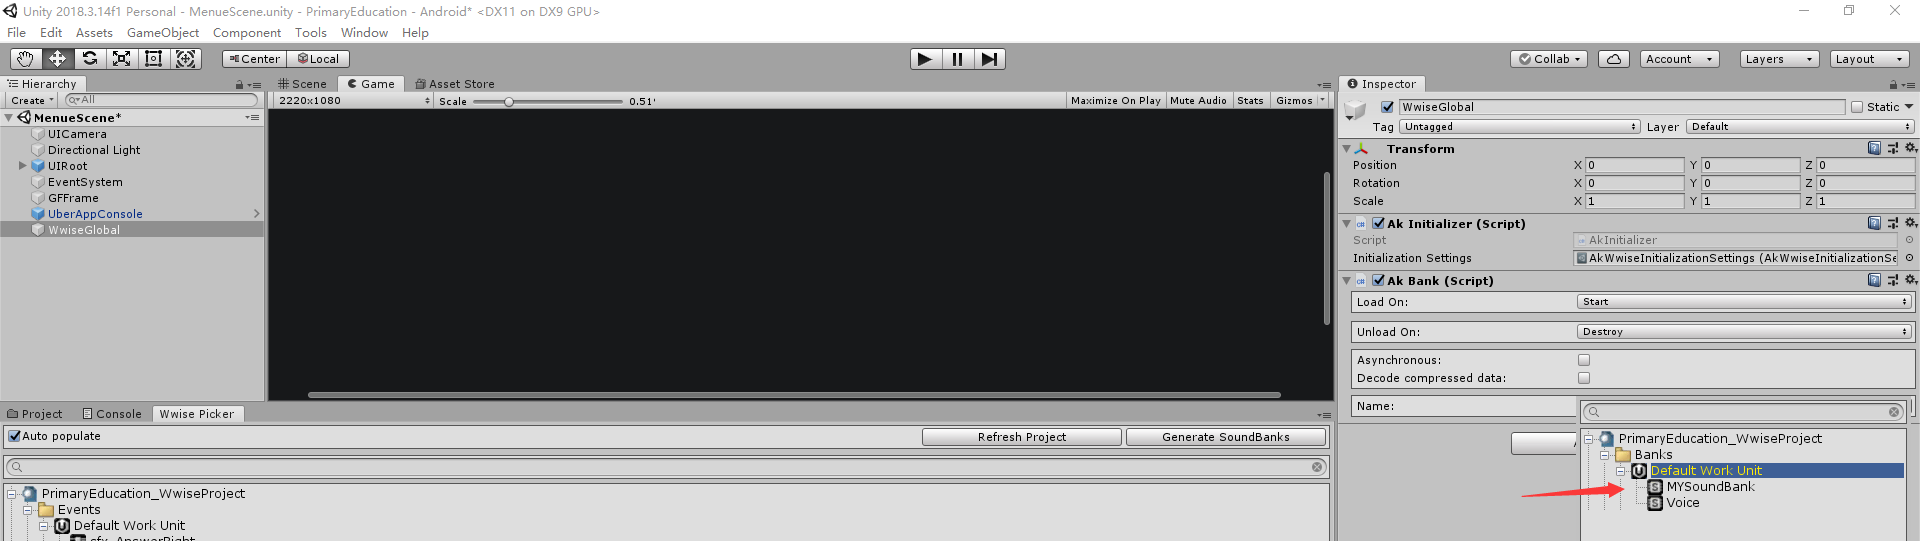 Unity 2018.3.14f1 Personal - MenueScene.unity - PrimaryEducation - Android* <DX11 on DX9 GPU>
File Edit Assets GameObject Component Tools Window Help
Center Local Collab Account Layers Layout
Hierarchy
Create All
MenueScene*
UICamera
Directional Light
UIRoot
EventSystem
GFFrame
UberAppConsole
WwiseGlobal
Scene Game Asset Store
2220x1080 Scale 0.51' Maximize On Play Mute Audio Stats Gizmos
Project Console Wwise Picker
Auto populate Refresh Project Generate SoundBanks
PrimaryEducation_WwiseProject
Events
Default Work Unit
sfx_AnswerRight
Inspector
WwiseGlobal Static
Tag Untagged Layer Default
Transform
Position X 0 Y 0 Z 0
Rotation X 0 Y 0 Z 0
Scale X 1 Y 1 Z 1
Ak Initializer (Script)
Script AkInitializer
Initialization Settings AkWwiseInitializationSettings (AkWwiseInitializationSe
Ak Bank (Script)
Load On: Start
Unload On: Destroy
Asynchronous:
Decode compressed data:
Name:
PrimaryEducation_WwiseProject
Banks
Default Work Unit
MYSoundBank
Voice